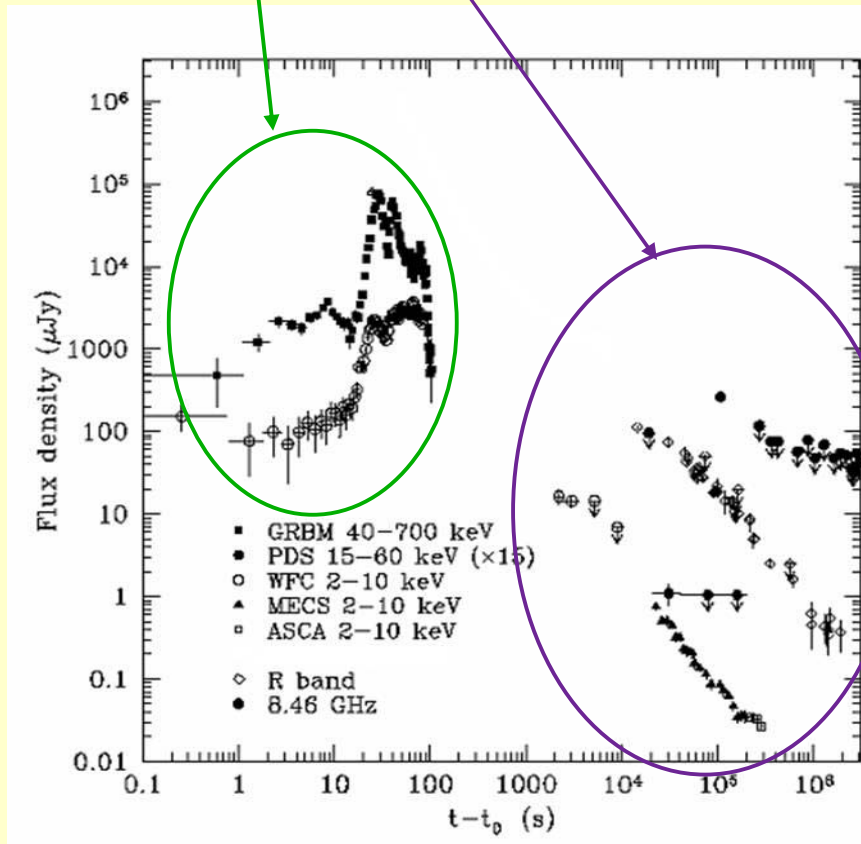 10⁶
10⁵
10⁴
1000
100
10
1
0.1
0.01
Flux density (μJy)
GRBM 40–700 keV
PDS 15–60 keV (×15)
WFC 2–10 keV
MECS 2–10 keV
ASCA 2–10 keV
R band
8.46 GHz
0.1 1 10 100 1000 10⁴ 10⁵ 10⁶
t–t₀ (s)